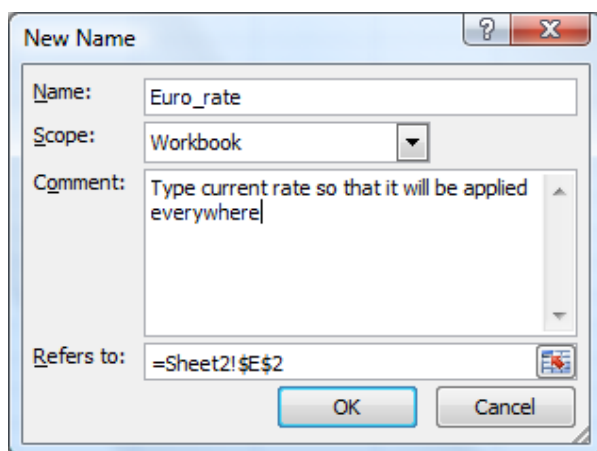 New Name
Name:
Euro_rate
Scope:
Workbook
Comment:
Type current rate so that it will be applied
everywhere
Refers to:
=Sheet2!$E$2
OK
Cancel